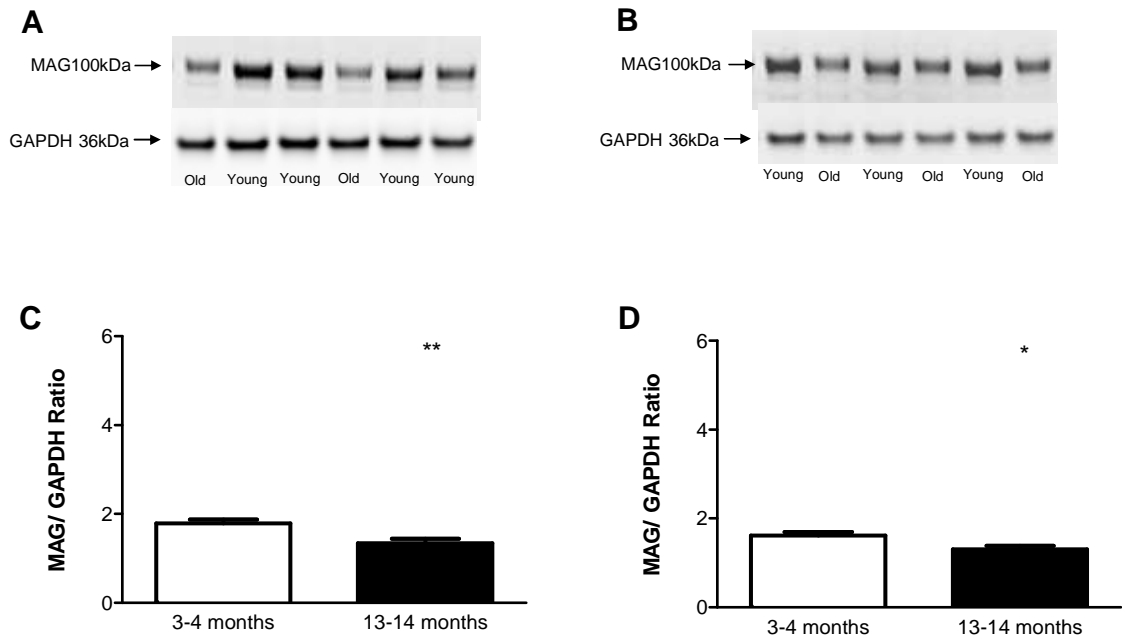 A
MAG100kDa
GAPDH 36kDa
Old Young Young Old Young Young
B
MAG100kDa
GAPDH 36kDa
Young Old Young Old Young Old
C
MAG/ GAPDH Ratio
6
4
2
0
**
3-4 months 13-14 months
D
MAG/ GAPDH Ratio
6
4
2
0
*
3-4 months 13-14 months